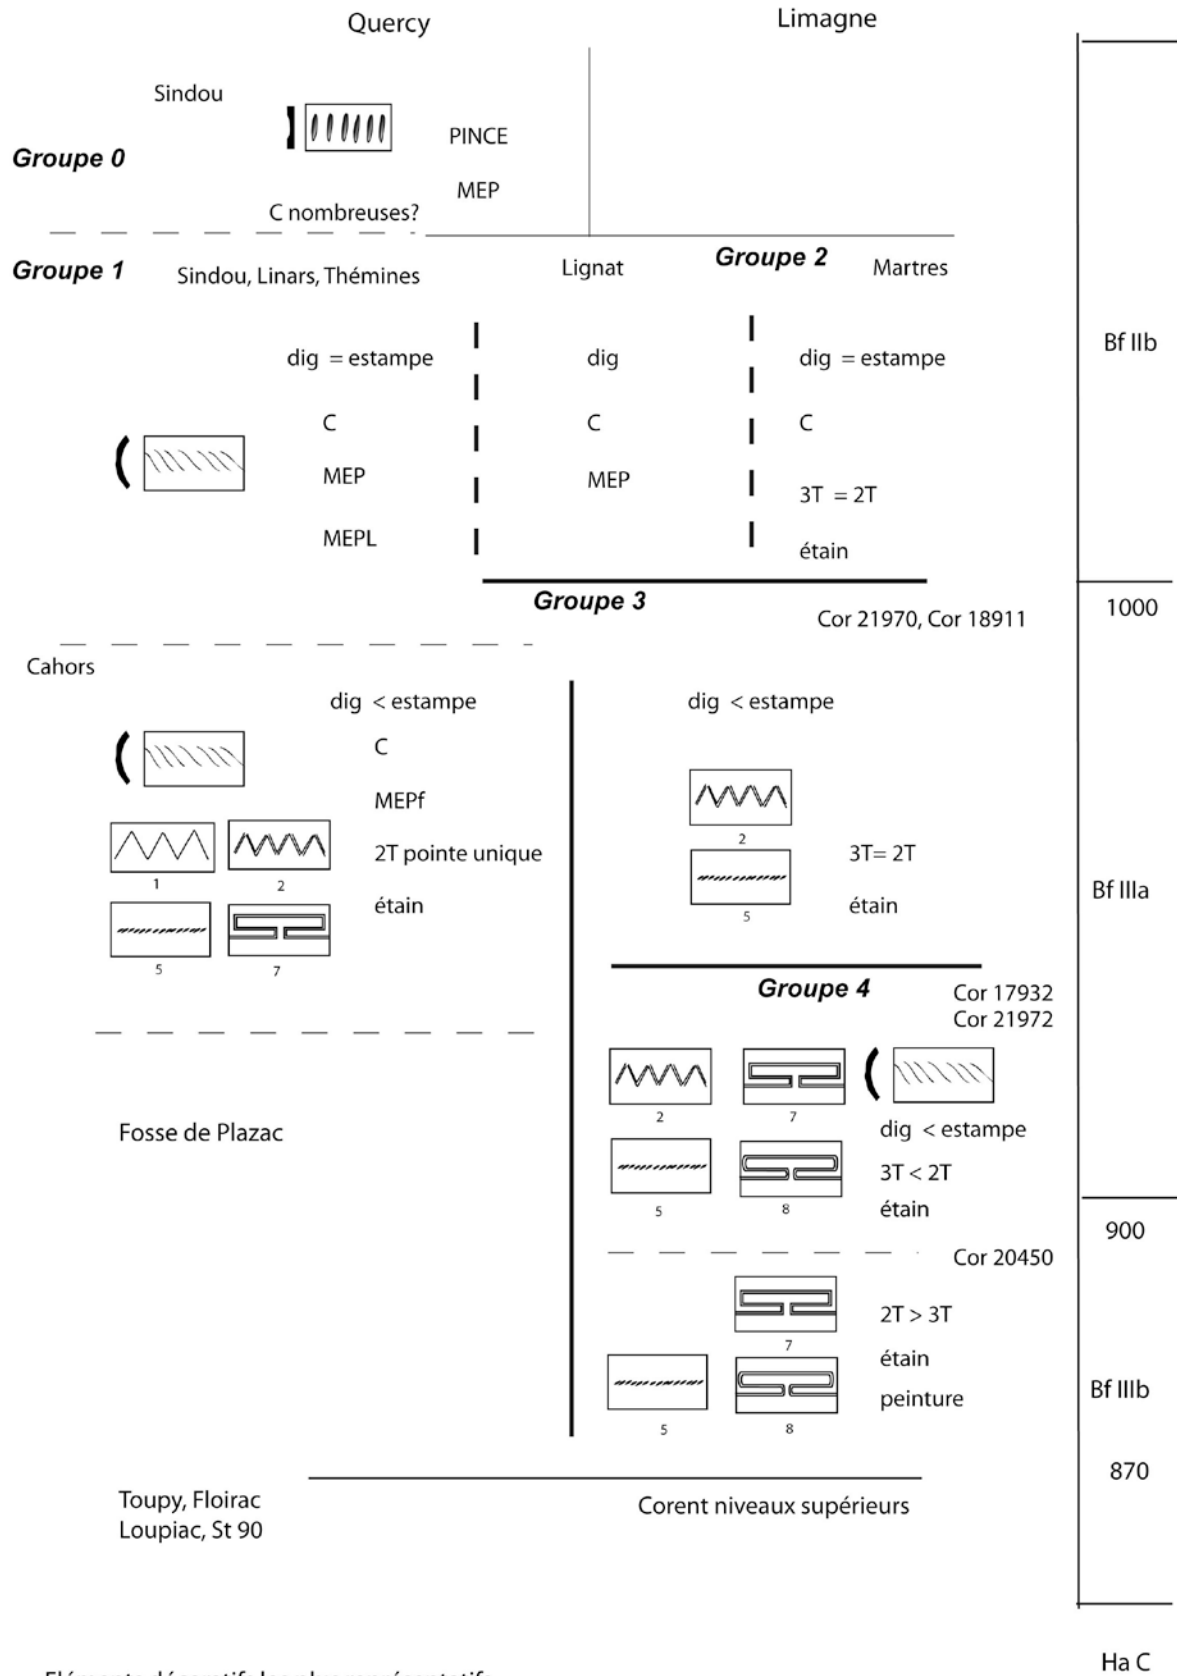 Quercy
Limagne
Sindou
PINCE
Groupe 0
MEP
C nombreuses?
Groupe 1
Sindou, Linars, Thémines
Lignat
Groupe 2
Martres
Bf IIb
dig = estampe
dig
dig = estampe
C
C
C
MEP
MEP
3T = 2T
MEPL
étain
Groupe 3
1000
Cor 21970, Cor 18911
Cahors
dig < estampe
dig < estampe
C
MEPf
2T pointe unique
1
2
étain
5
7
2
3T= 2T
5
étain
Bf IIIa
Groupe 4
Cor 17932
Cor 21972
2
7
Fosse de Plazac
dig < estampe
3T < 2T
5
8
étain
900
Cor 20450
7
2T > 3T
étain
peinture
5
8
Bf IIIb
870
Toupy, Floirac
Loupiac, St 90
Corent niveaux supérieurs
Ha C